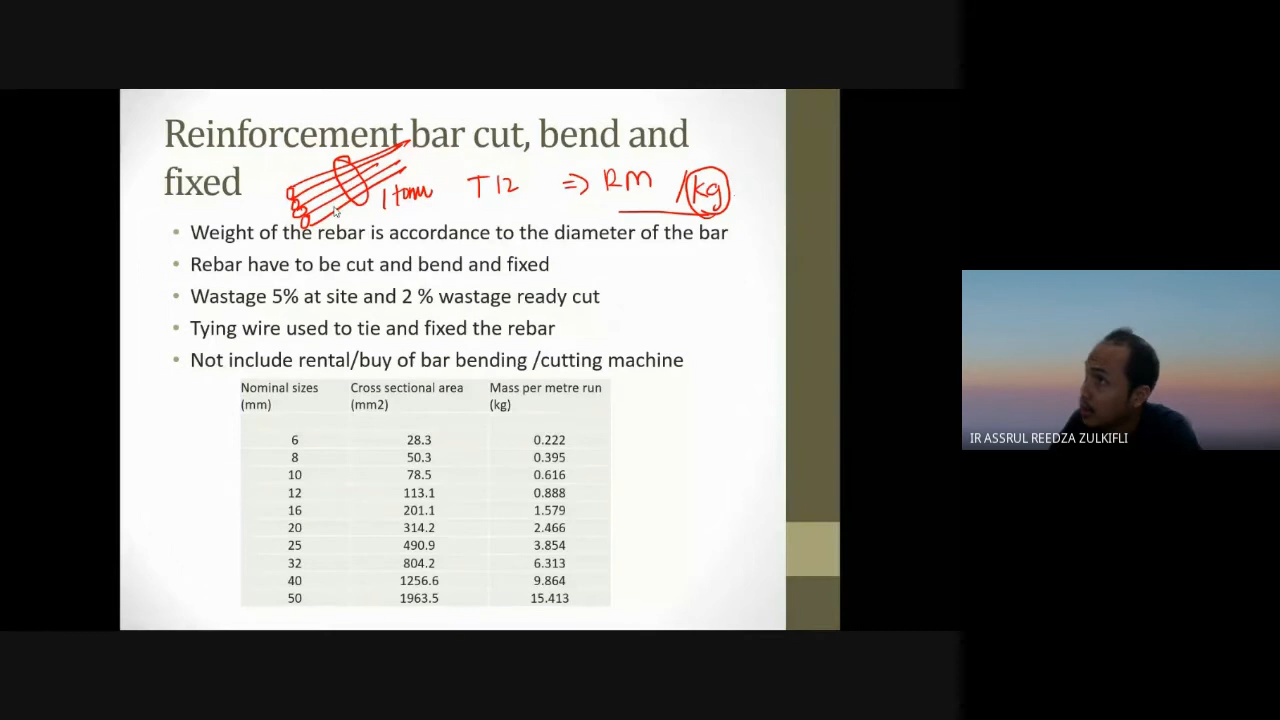 Reinforcement bar cut, bend and
fixed
1 tonne T12 => RM /kg
• Weight of the rebar is accordance to the diameter of the bar
• Rebar have to be cut and bend and fixed
• Wastage 5% at site and 2 % wastage ready cut
• Tying wire used to tie and fixed the rebar
• Not include rental/buy of bar bending /cutting machine
Nominal sizes Cross sectional area Mass per metre run
(mm) (mm2) (kg)
6 28.3 0.222
8 50.3 0.395
10 78.5 0.616
12 113.1 0.888
16 201.1 1.579
20 314.2 2.466
25 490.9 3.854
32 804.2 6.313
40 1256.6 9.864
50 1963.5 15.413
IR ASSRUL REEDZA ZULKIFLI